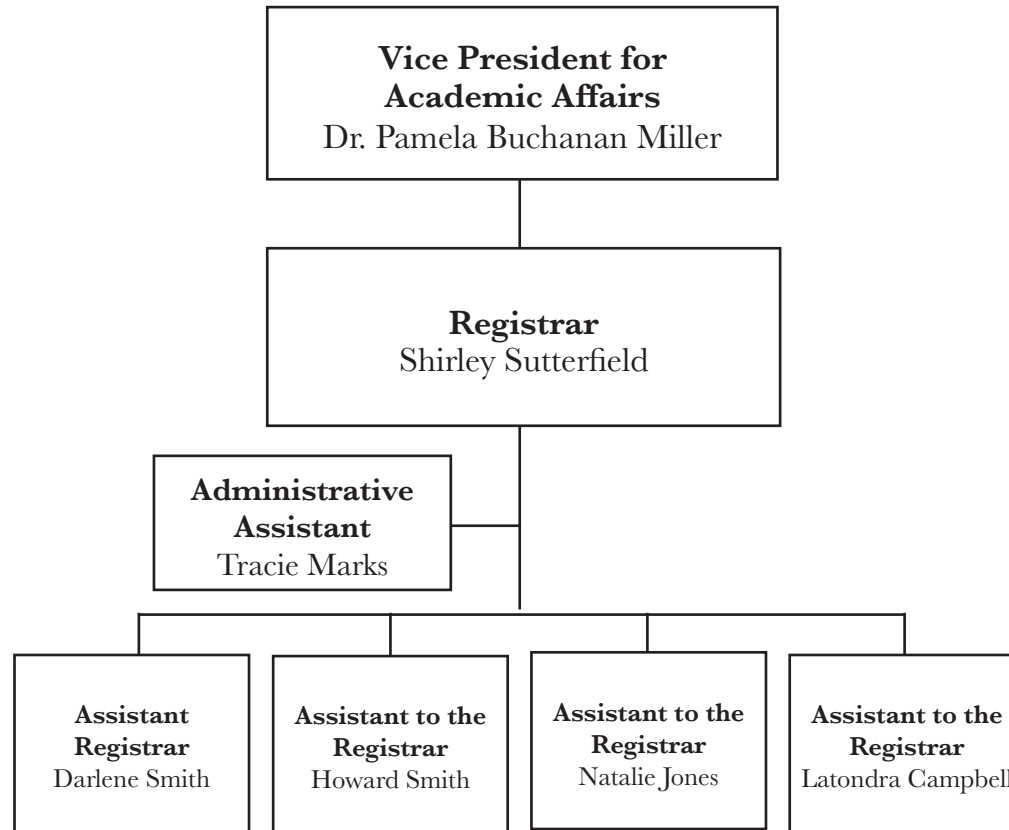 Vice President for
Academic Affairs
Dr. Pamela Buchanan Miller
Registrar
Shirley Sutterfield
Administrative
Assistant
Tracie Marks
Assistant
Registrar
Darlene Smith
Assistant to the
Registrar
Howard Smith
Assistant to the
Registrar
Natalie Jones
Assistant to the
Registrar
Latondra Campbell